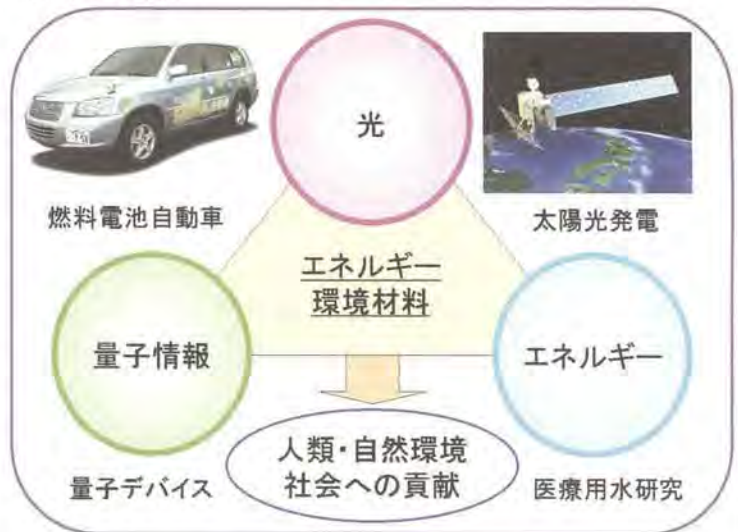 光
燃料電池自動車
太陽光発電
エネルギー
環境材料
量子情報
エネルギー
人類・自然環境
社会への貢献
量子デバイス
医療用水研究